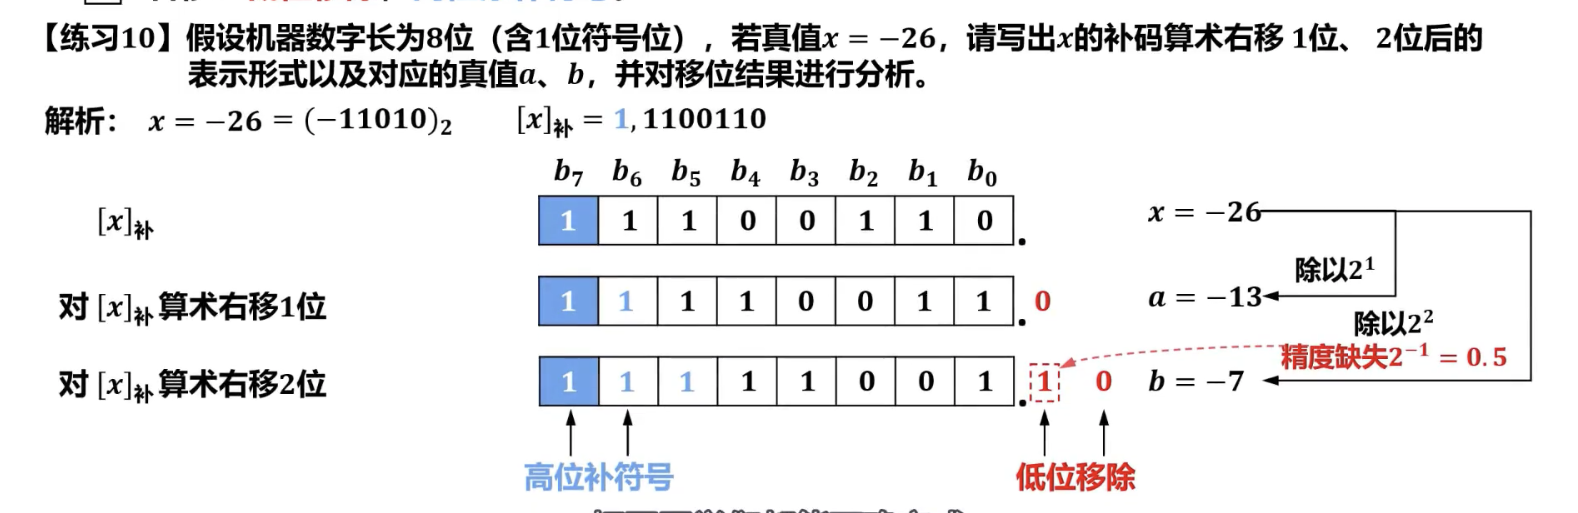 【练习10】假设机器数字长为8位（含1位符号位），若真值x = −26，请写出x的补码算术右移 1位、 2位后的
表示形式以及对应的真值a、b，并对移位结果进行分析。
解析： x = −26 = (−11010)₂ [x]补 = 1, 1100110
b₇ b₆ b₅ b₄ b₃ b₂ b₁ b₀
[x]补 1 1 1 0 0 1 1 0 . x = −26
除以2¹
对 [x]补 算术右移1位 1 1 1 1 0 0 1 1 . 0 a = −13
除以2²
精度缺失2⁻¹ = 0.5
对 [x]补 算术右移2位 1 1 1 1 1 0 0 1 . 1 0 b = −7
高位补符号 低位移除